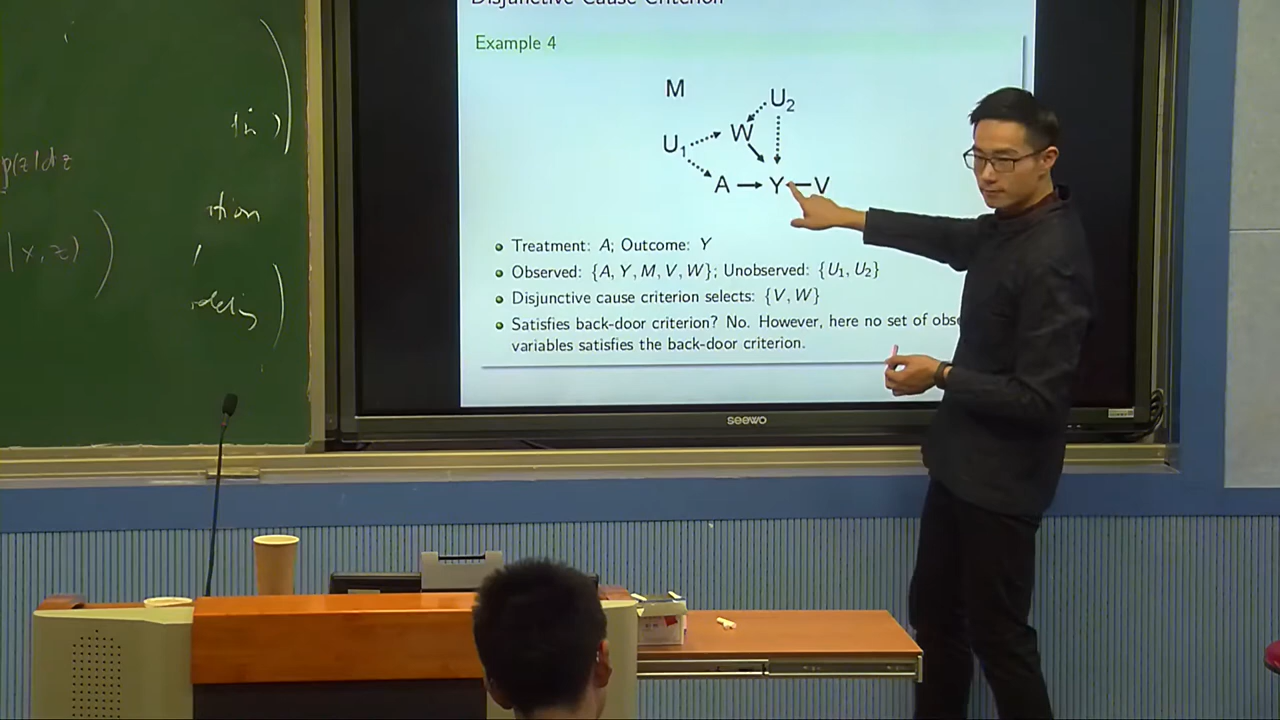 Disjunctive Cause Criterion
Example 4
M
U2
W
U1
A
Y
V
Treatment: A; Outcome: Y
Observed: {A, Y, M, V, W}; Unobserved: {U1, U2}
Disjunctive cause criterion selects: {V, W}
Satisfies back-door criterion? No. However, here no set of
variables satisfies the back-door criterion.
seewo
p(z)dz
|x,z)